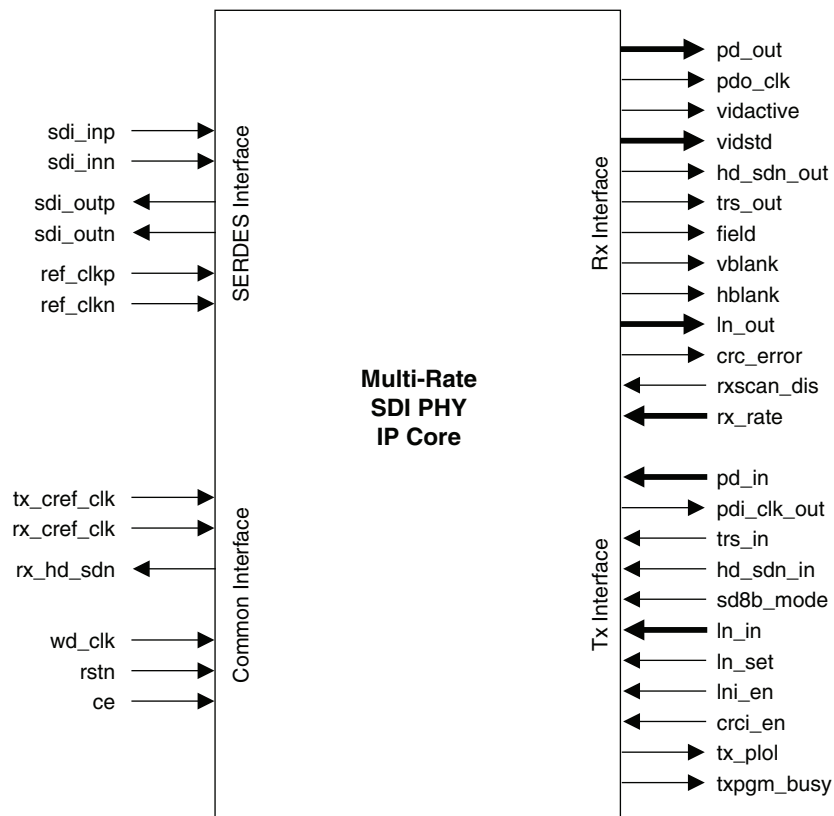 sdi_inp
sdi_inn
sdi_outp
sdi_outn
ref_clkp
ref_clkn
SERDES Interface
tx_cref_clk
rx_cref_clk
rx_hd_sdn
wd_clk
rstn
ce
Common Interface
Multi-Rate
SDI PHY
IP Core
Rx Interface
pd_out
pdo_clk
vidactive
vidstd
hd_sdn_out
trs_out
field
vblank
hblank
ln_out
crc_error
rxscan_dis
rx_rate
Tx Interface
pd_in
pdi_clk_out
trs_in
hd_sdn_in
sd8b_mode
ln_in
ln_set
lni_en
crci_en
tx_plol
txpgm_busy